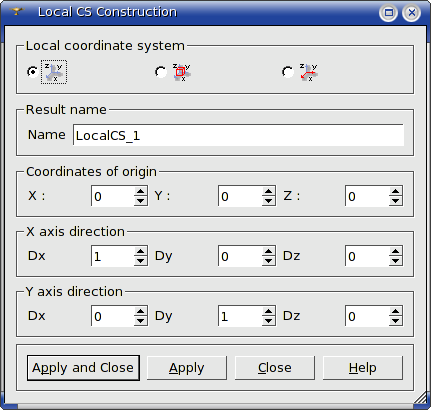 Local CS Construction
Local coordinate system
z y x z y x z y x
Result name
Name LocalCS_1
Coordinates of origin
X : 0 Y : 0 Z : 0
X axis direction
Dx 1 Dy 0 Dz 0
Y axis direction
Dx 0 Dy 1 Dz 0
Apply and Close Apply Close Help